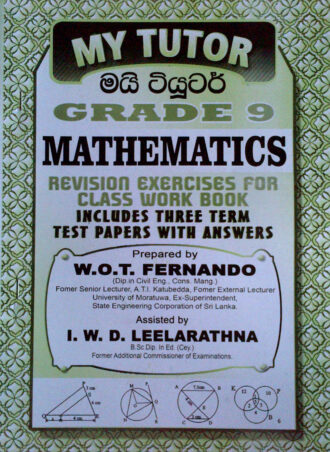 MY TUTOR
මයි ටියුටර්
GRADE 9
MATHEMATICS
REVISION EXERCISES FOR
CLASS WORK BOOK
INCLUDES THREE TERM
TEST PAPERS WITH ANSWERS
Prepared by
W.O.T. FERNANDO
(Dip.in Civil Eng., Cons. Mang.)
Fomer Senior Lecturer, A.T.I. Katubedda, Fomer External Lecturer
University of Moratuwa, Ex-Superintendent,
State Engineering Corporation of Sri Lanka.
Assisted by
I. W. D. LEELARATHNA
B.Sc.Dip. in Ed. (Cey.)
Former Additional Commissioner of Examinations.